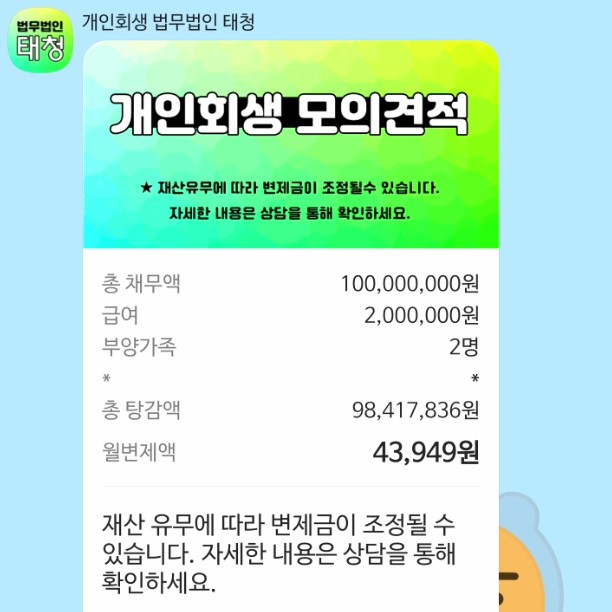 법무법인
태청
개인회생 법무법인 태청
개인회생 모의견적
★ 재산유무에 따라 변제금이 조정될수 있습니다.
자세한 내용은 상담을 통해 확인하세요.
총 채무액 100,000,000원
급여 2,000,000원
부양가족 2명
* *
총 탕감액 98,417,836원
월변제액 43,949원
재산 유무에 따라 변제금이 조정될 수
있습니다. 자세한 내용은 상담을 통해
확인하세요.